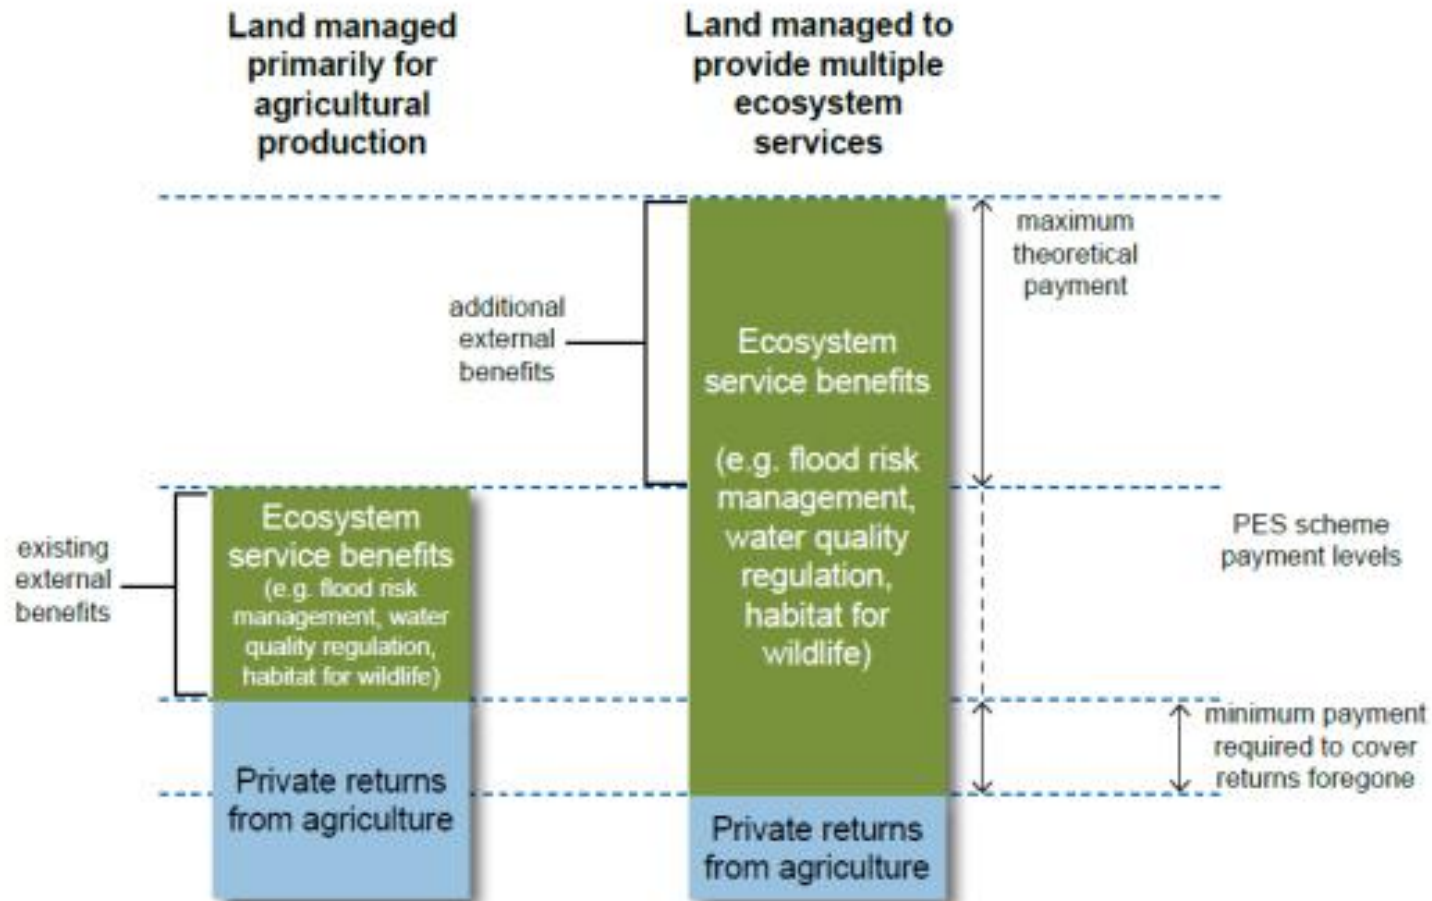 Land managed
primarily for
agricultural
production
Land managed to
provide multiple
ecosystem
services
maximum
theoretical
payment
additional
external
benefits
Ecosystem
service benefits
(e.g. flood risk
management,
water quality
regulation,
habitat for
wildlife)
existing
external
benefits
Ecosystem
service benefits
(e.g. flood risk
management, water
quality regulation,
habitat for wildlife)
PES scheme
payment levels
minimum payment
required to cover
returns foregone
Private returns
from agriculture
Private returns
from agriculture